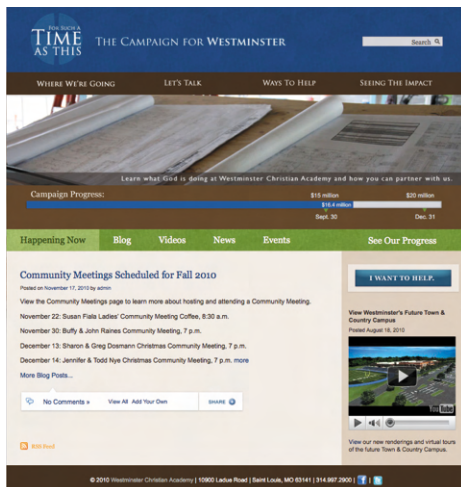 FOR SUCH A
TIME
AS THIS
THE CAMPAIGN FOR WESTMINSTER
Search
WHERE WE'RE GOING LET'S TALK WAYS TO HELP SEEING THE IMPACT
Learn what God is doing at Westminster Christian Academy and how you can partner with us.
Campaign Progress: $15 million $20 million
$16.4 million
Sept. 30 Dec. 31
Happening Now Blog Videos News Events See Our Progress
Community Meetings Scheduled for Fall 2010
Posted on November 17, 2010 by admin
View the Community Meetings page to learn more about hosting and attending a Community Meeting.
November 22: Susan Fiala Ladies' Community Meeting Coffee, 8:30 a.m.
November 30: Buffy & John Raines Community Meeting, 7 p.m.
December 13: Sharon & Greg Dosmann Christmas Community Meeting, 7 p.m.
December 14: Jennifer & Todd Nye Christmas Community Meeting, 7 p.m. more
More Blog Posts...
No Comments » View All Add Your Own SHARE
RSS Feed
I WANT TO HELP.
View Westminster's Future Town &
Country Campus
Posted August 18, 2010
YouTube
View our new renderings and virtual tours
of the future Town & Country Campus.
© 2010 Westminster Christian Academy | 10900 Ladue Road | Saint Louis, MO 63141 | 314.997.2900 |